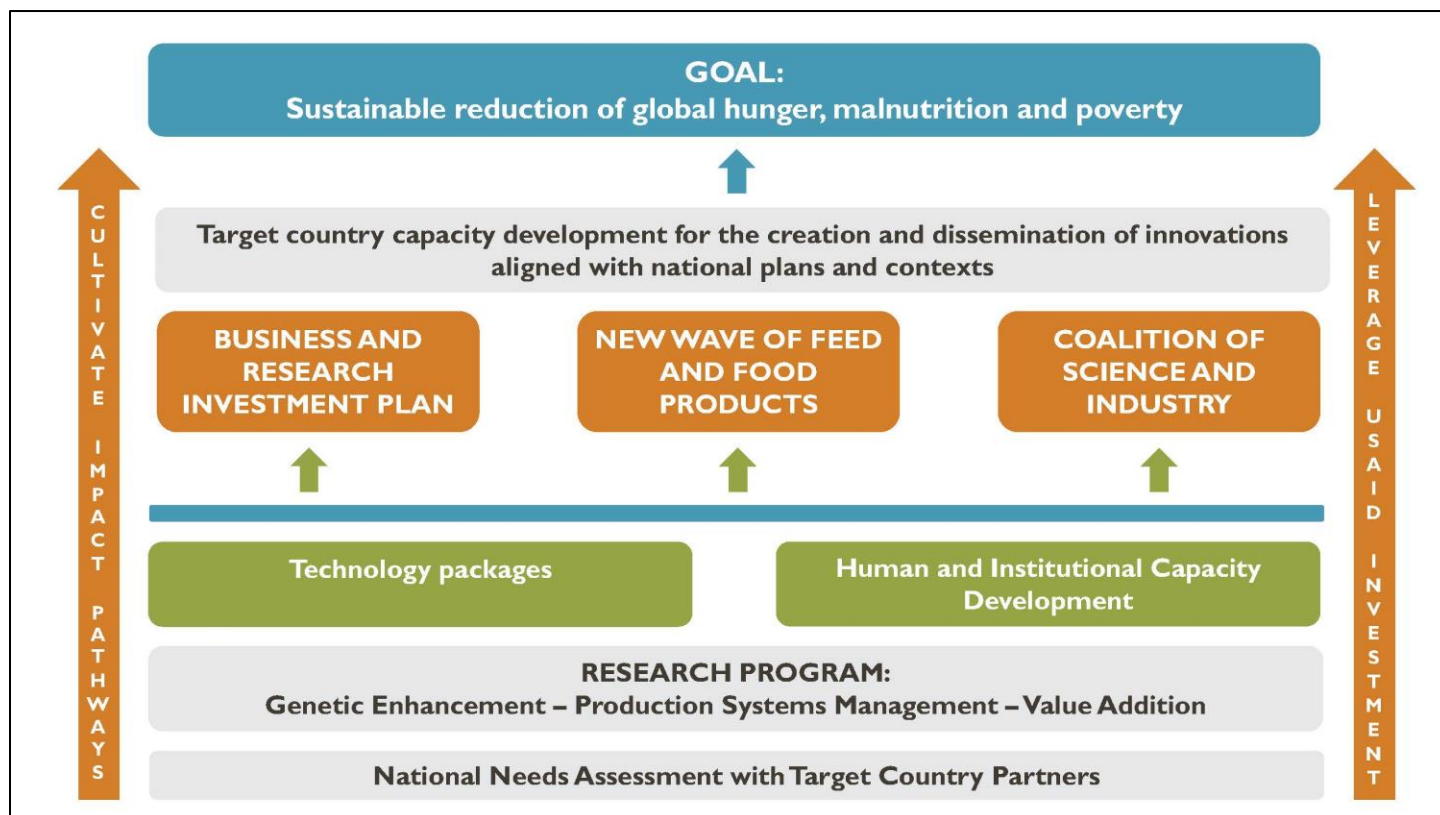 GOAL:
Sustainable reduction of global hunger, malnutrition and poverty
CULTIVATE IMPACT PATHWAYS
LEVERAGE USAID INVESTMENT
Target country capacity development for the creation and dissemination of innovations
aligned with national plans and contexts
BUSINESS AND
RESEARCH
INVESTMENT PLAN
NEW WAVE OF FEED
AND FOOD
PRODUCTS
COALITION OF
SCIENCE AND
INDUSTRY
Technology packages
Human and Institutional Capacity
Development
RESEARCH PROGRAM:
Genetic Enhancement – Production Systems Management – Value Addition
National Needs Assessment with Target Country Partners